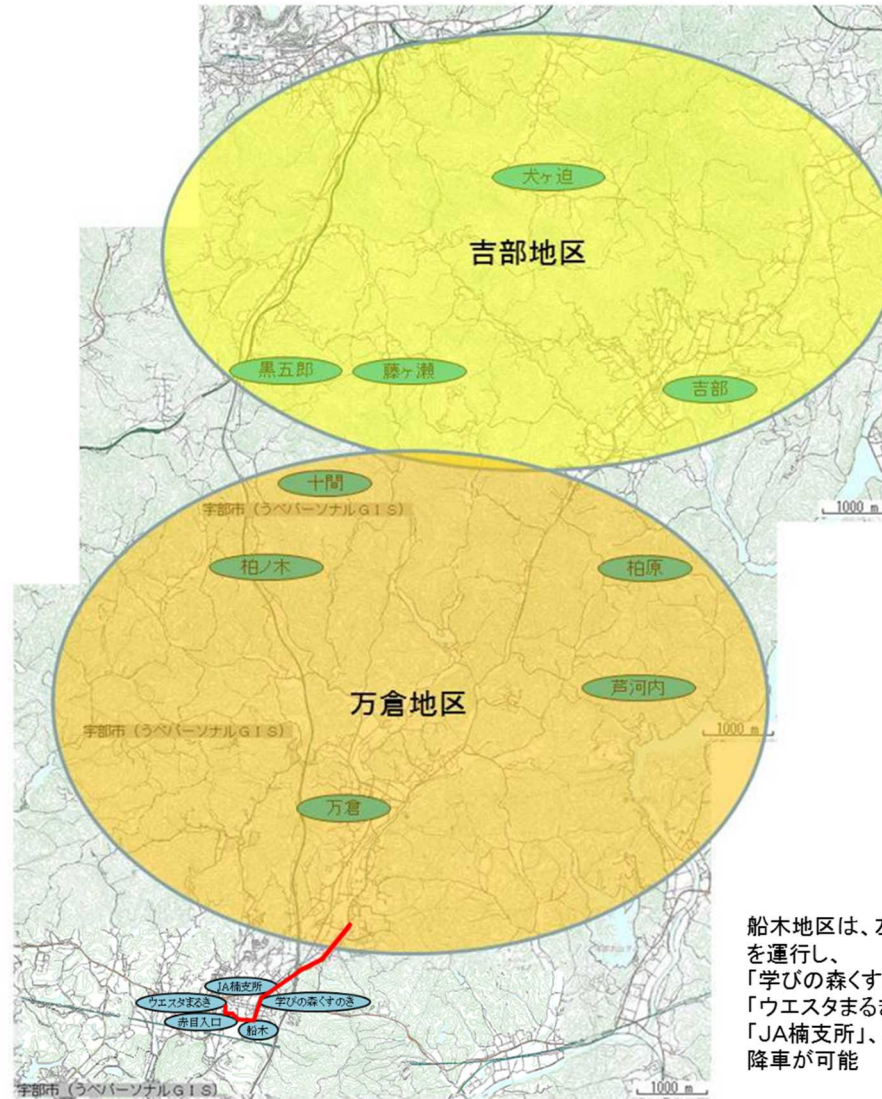 犬ヶ迫
吉部地区
黒五郎
藤ヶ瀬
吉部
十間
宇部市(うべパーソナルGIS)
1000 m
柏ノ木
柏原
芦河内
万倉地区
宇部市(うべパーソナルGIS)
1000 m
万倉
JA楠支所
ウエスタまるき
学びの森くすのき
赤目入口
船木
船木地区は、
を運行し、
「学びの森くす
「ウエスタまる
「JA楠支所」、
降車が可能
宇部市(うべパーソナルGIS)
1000 m